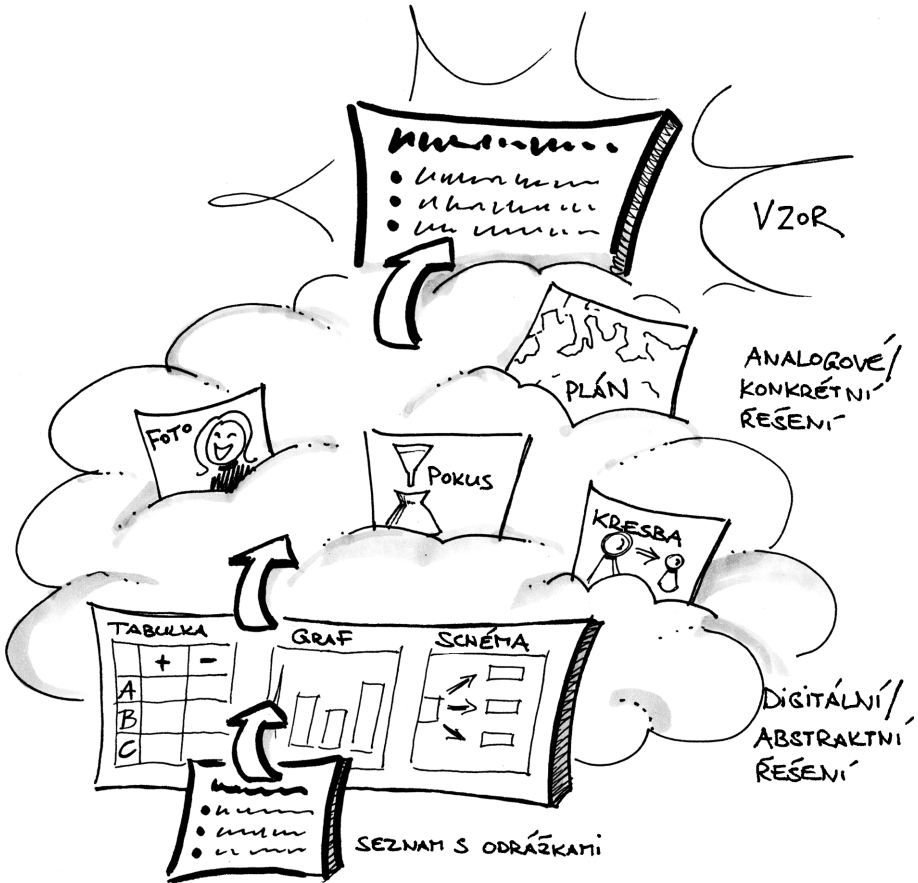 VZOR
ANALOGOVÉ/
KONKRÉTNÍ
ŘEŠENÍ
PLÁN
FOTO
POKUS
KRESBA
TABULKA
+ -
A
B
C
GRAF
SCHÉMA
DIGITÁLNÍ/
ABSTRAKTNÍ
ŘEŠENÍ
SEZNAM S ODRÁŽKAMI